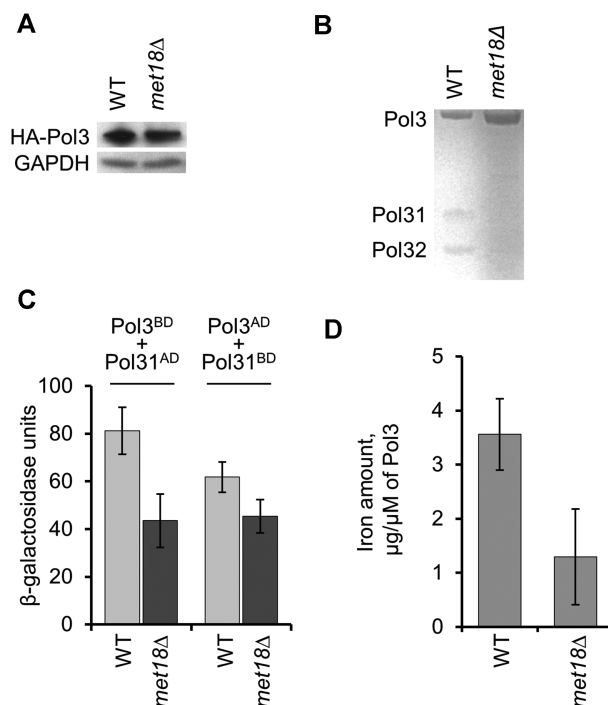 A
WT
met18Δ
HA-Pol3
GAPDH
B
WT
met18Δ
Pol3
Pol31
Pol32
C
Pol3BD
+
Pol31AD
Pol3AD
+
Pol31BD
β-galactosidase units
100
80
60
40
20
0
WT
met18Δ
WT
met18Δ
D
Iron amount,
µg/µM of Pol3
5
4
3
2
1
0
WT
met18Δ